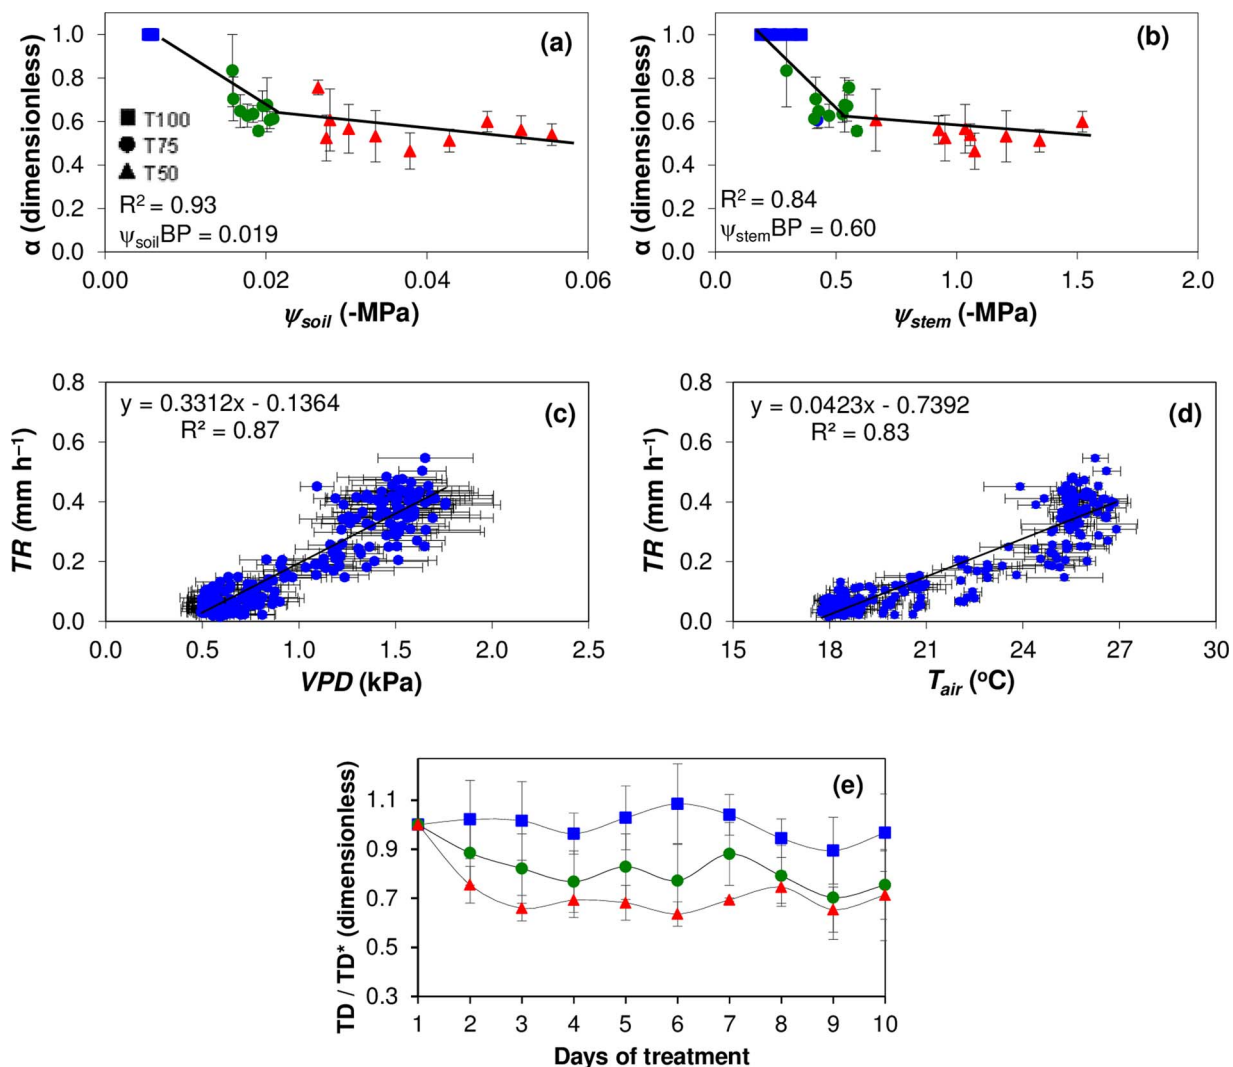 (a)
α (dimensionless)
1.0
0.8
0.6
0.4
0.2
0.0
T100
T75
T50
R² = 0.93
ψsoilBP = 0.019
0.00 0.02 0.04 0.06
ψsoil (-MPa)
(b)
α (dimensionless)
1.0
0.8
0.6
0.4
0.2
0.0
R² = 0.84
ψstemBP = 0.60
0.0 0.5 1.0 1.5 2.0
ψstem (-MPa)
(c)
y = 0.3312x - 0.1364
R² = 0.87
TR (mm h⁻¹)
0.8
0.6
0.4
0.2
0.0
0.0 0.5 1.0 1.5 2.0 2.5
VPD (kPa)
(d)
y = 0.0423x - 0.7392
R² = 0.83
TR (mm h⁻¹)
0.8
0.6
0.4
0.2
0.0
15 18 21 24 27 30
Tair (ºC)
(e)
TD / TD* (dimensionless)
1.1
0.9
0.7
0.5
0.3
1 2 3 4 5 6 7 8 9 10
Days of treatment